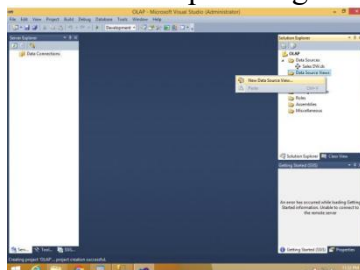 OLAP - Microsoft Visual Studio (Administrator)
File Edit View Project Build Debug Database Tools Window Help
Development
Server Explorer
Data Connections
Solution Explorer
OLAP
Data Sources
Sales DW.ds
Data Source Views
New Data Source View...
Paste Ctrl+V
Roles
Assemblies
Miscellaneous
Solution Explorer Class View
Getting Started (SSIS)
An error has occurred while loading Getting
Started information. Unable to connect to
the remote server
Getting Started (SSIS) Properties
Creating project 'OLAP'... project creation successful.